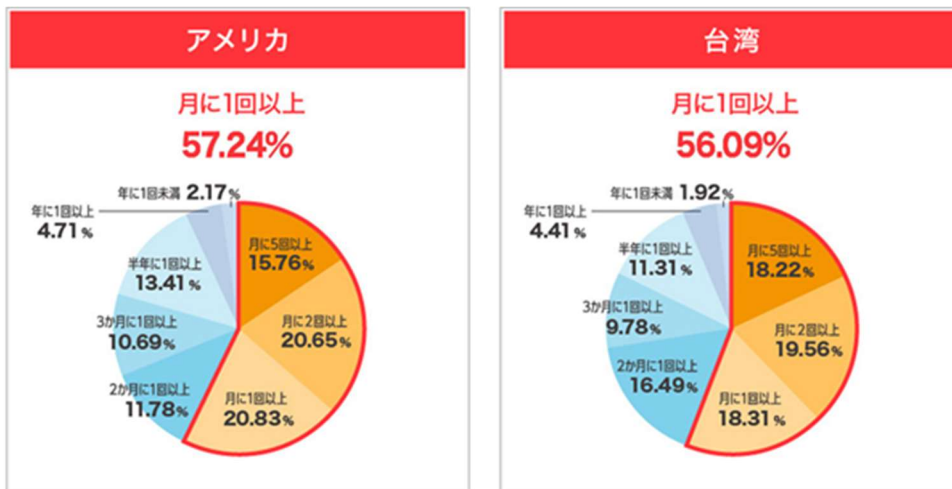 アメリカ
月に1回以上
57.24%
年に1回未満 2.17%
年に1回以上
4.71%
半年に1回以上
13.41%
3か月に1回以上
10.69%
2か月に1回以上
11.78%
月に5回以上
15.76%
月に2回以上
20.65%
月に1回以上
20.83%
台湾
月に1回以上
56.09%
年に1回未満 1.92%
年に1回以上
4.41%
半年に1回以上
11.31%
3か月に1回以上
9.78%
2か月に1回以上
16.49%
月に5回以上
18.22%
月に2回以上
19.56%
月に1回以上
18.31%